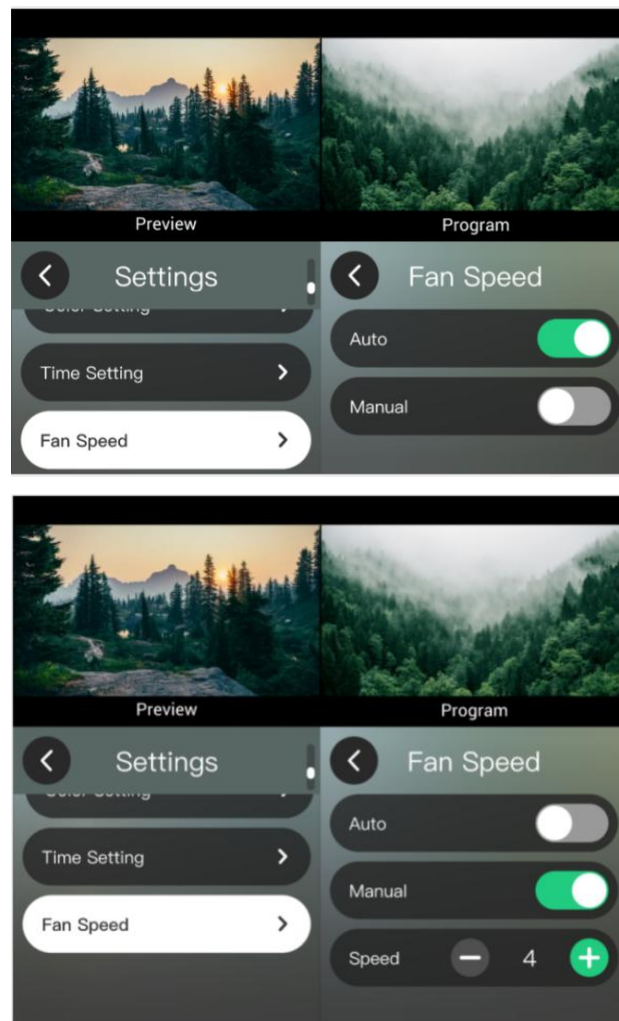 Preview
Program
Settings
Fan Speed
Time Setting
Fan Speed
Auto
Manual
Preview
Program
Settings
Fan Speed
Time Setting
Fan Speed
Auto
Manual
Speed 4